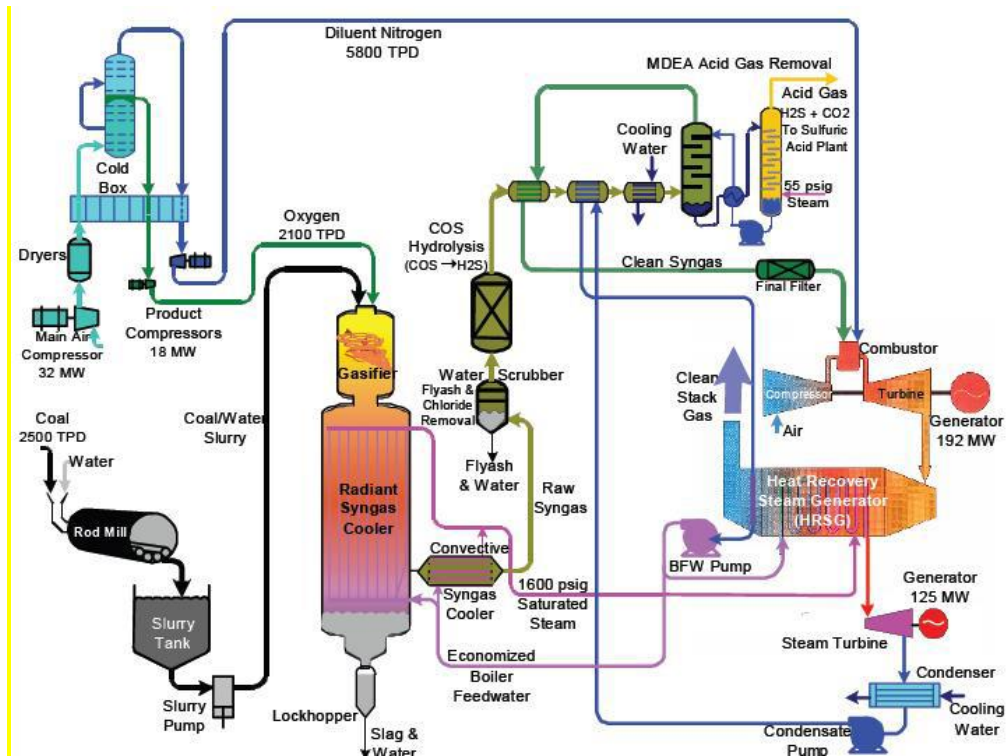 Diluent Nitrogen
5800 TPD
MDEA Acid Gas Removal
Acid Gas
H2S + CO2
To Sulfuric
Acid Plant
Cooling
Water
55 psig
Steam
Cold
Box
Oxygen
2100 TPD
COS
Hydrolysis
(COS →H2S)
Dryers
Clean Syngas
Final Filter
Product
Compressors
18 MW
Main Air
Compressor
32 MW
Gasifier
Water Scrubber
Flyash &
Chloride
Removal
Clean
Stack
Gas
Combustor
Compressor
Turbine
Air
Generator
192 MW
Coal
2500 TPD
Water
Coal/Water
Slurry
Flyash
& Water
Raw
Syngas
Heat Recovery
Steam Generator
(HRSG)
Radiant
Syngas
Cooler
Rod Mill
Convective
Syngas
Cooler
1600 psig
Saturated
Steam
BFW Pump
Generator
125 MW
Slurry
Tank
Steam Turbine
Economized
Boiler
Feedwater
Condenser
Cooling
Water
Slurry
Pump
Lockhopper
Condensate
Pump
Slag &
Water